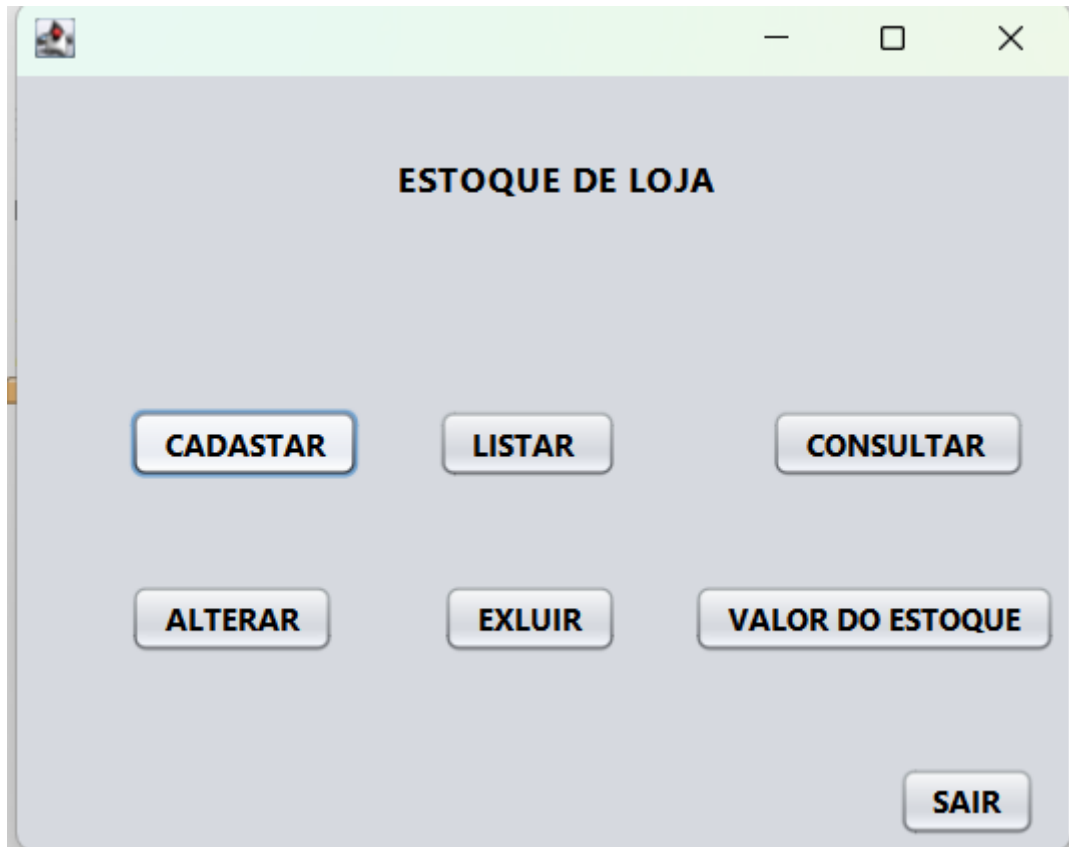 ESTOQUE DE LOJA
CADASTAR LISTAR CONSULTAR
ALTERAR EXLUIR VALOR DO ESTOQUE
SAIR